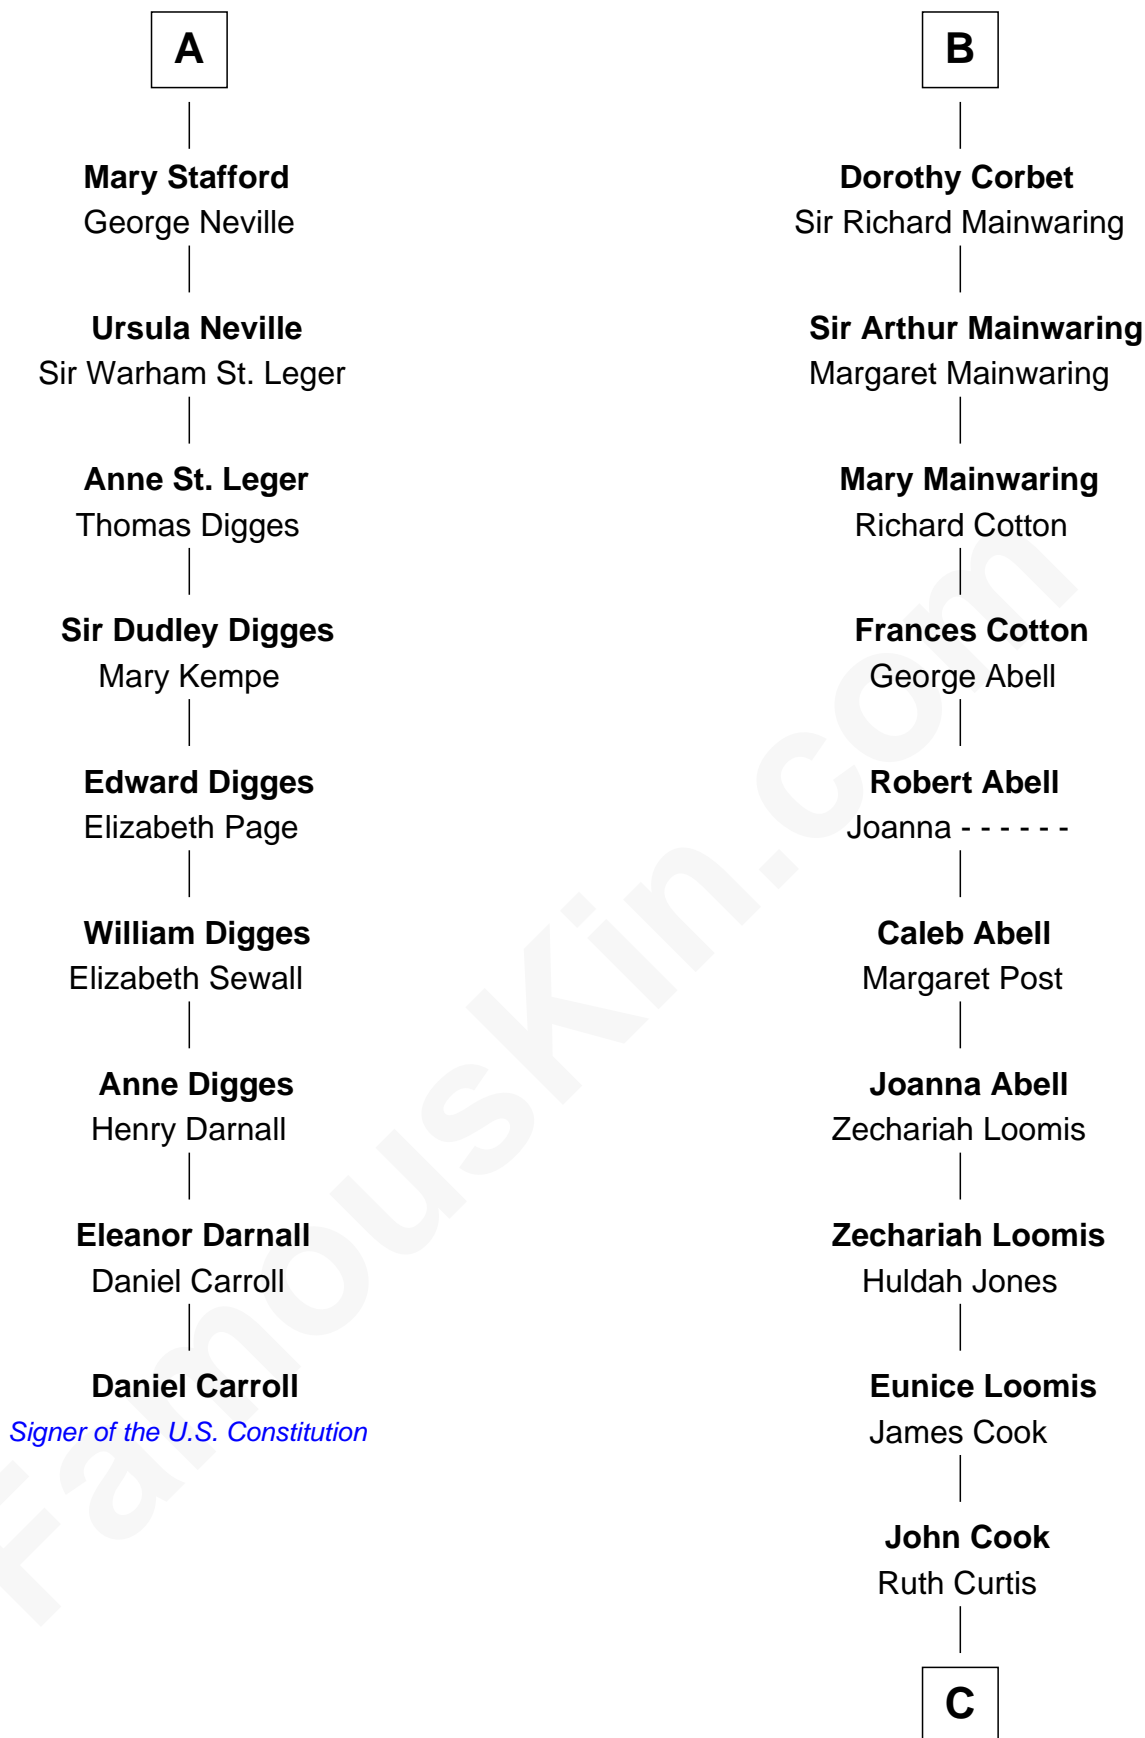 A
Mary Stafford
George Neville
Ursula Neville
Sir Warham St. Leger
Anne St. Leger
Thomas Digges
Sir Dudley Digges
Mary Kempe
Edward Digges
Elizabeth Page
William Digges
Elizabeth Sewall
Anne Digges
Henry Darnall
Eleanor Darnall
Daniel Carroll
Daniel Carroll
Signer of the U.S. Constitution
B
Dorothy Corbet
Sir Richard Mainwaring
Sir Arthur Mainwaring
Margaret Mainwaring
Mary Mainwaring
Richard Cotton
Frances Cotton
George Abell
Robert Abell
Joanna - - - - - -
Caleb Abell
Margaret Post
Joanna Abell
Zechariah Loomis
Zechariah Loomis
Huldah Jones
Eunice Loomis
James Cook
John Cook
Ruth Curtis
C
FamousKin.com